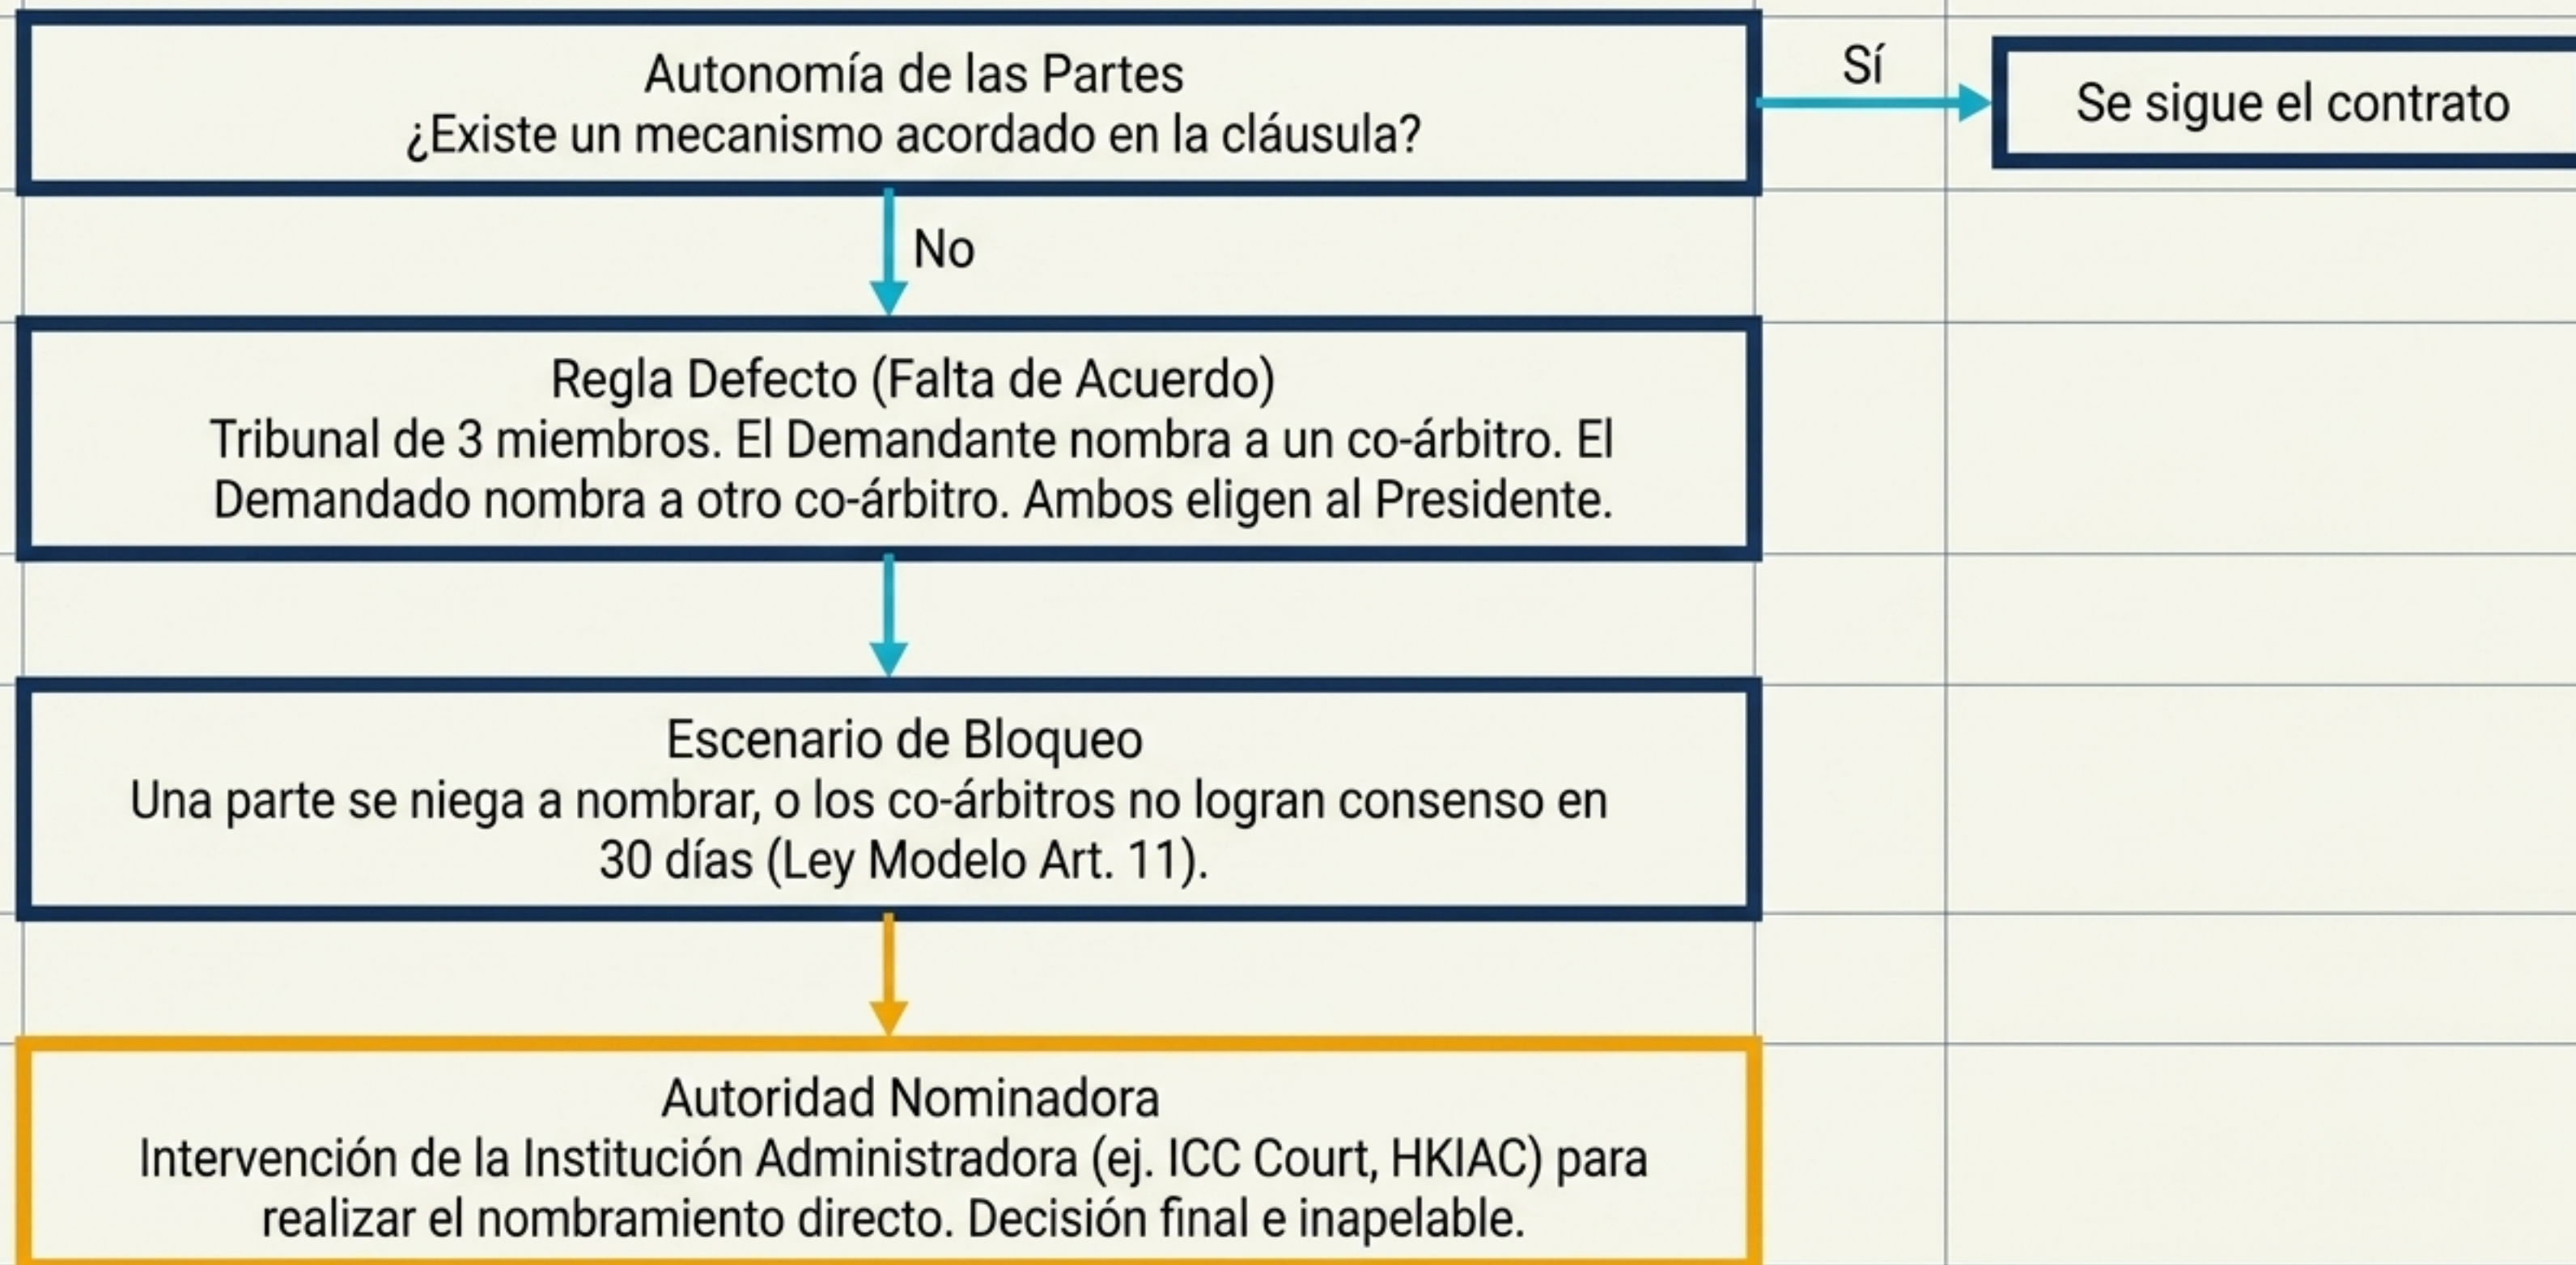 Autonomía de las Partes
¿Existe un mecanismo acordado en la cláusula?
Sí
Se sigue el contrato
No
Regla Defecto (Falta de Acuerdo)
Tribunal de 3 miembros. El Demandante nombra a un co-árbitro. El
Demandado nombra a otro co-árbitro. Ambos eligen al Presidente.
Escenario de Bloqueo
Una parte se niega a nombrar, o los co-árbitros no logran consenso en
30 días (Ley Modelo Art. 11).
Autoridad Nominadora
Intervención de la Institución Administradora (ej. ICC Court, HKIAC) para
realizar el nombramiento directo. Decisión final e inapelable.